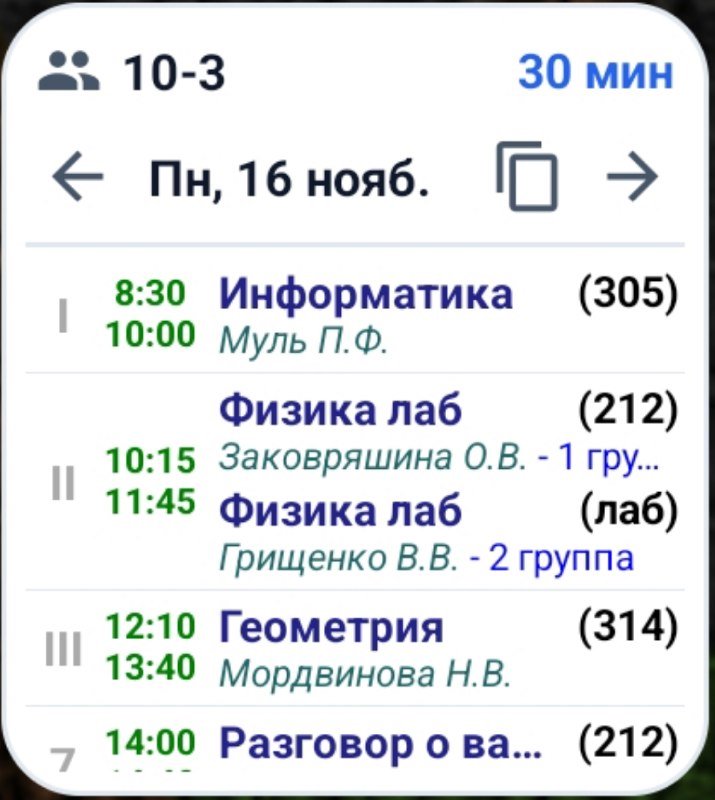 10-3 30 мин
Пн, 16 нояб.
I 8:30 Информатика (305)
10:00 Муль П.Ф.
Физика лаб (212)
10:15 Заковряшина О.В. - 1 гру...
II 11:45 Физика лаб (лаб)
Грищенко В.В. - 2 группа
III 12:10 Геометрия (314)
13:40 Мордвинова Н.В.
7 14:00 Разговор о ва... (212)